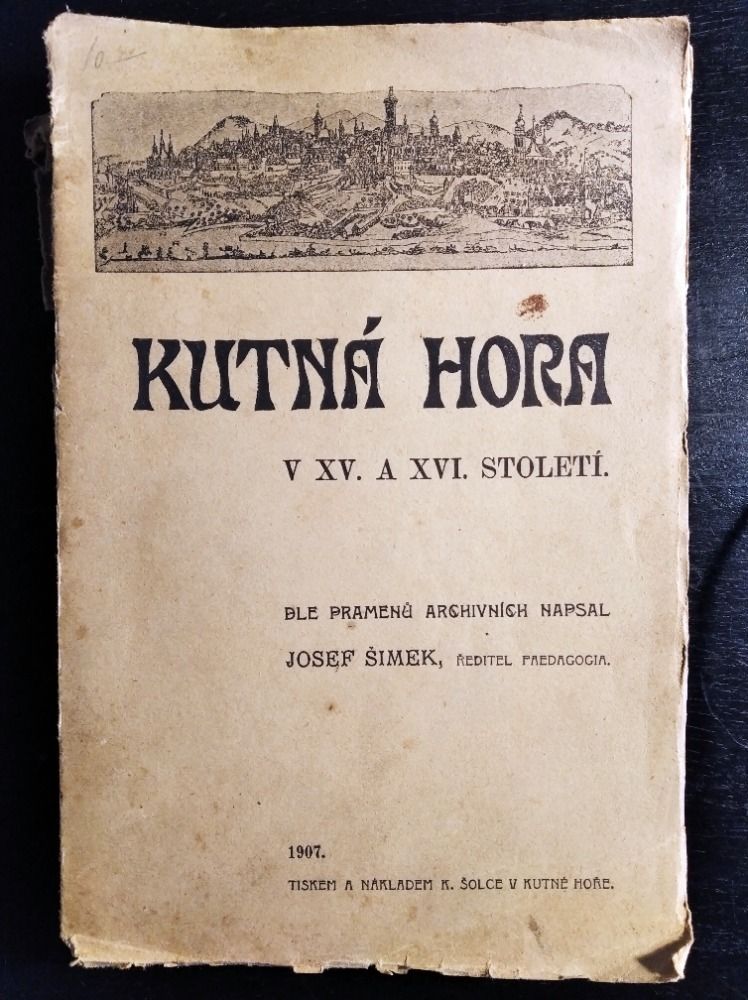 10.—
KUTNÁ HORA
V XV. A XVI. STOLETÍ.
DLE PRAMENŮ ARCHIVNÍCH NAPSAL
JOSEF ŠIMEK, ŘEDITEL PAEDAGOGIA.
1907.
TISKEM A NÁKLADEM K. ŠOLCE V KUTNÉ HOŘE.